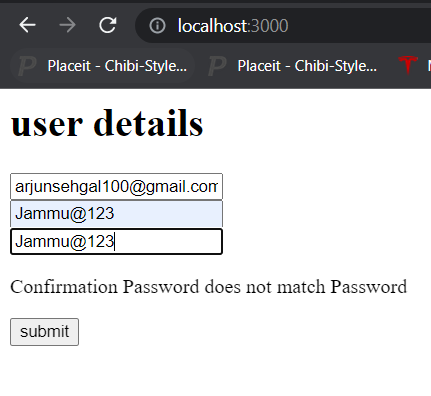 localhost:3000
Placeit - Chibi-Style... Placeit - Chibi-Style...
user details
arjunsehgal100@gmail.com
Jammu@123
Jammu@123
Confirmation Password does not match Password
submit